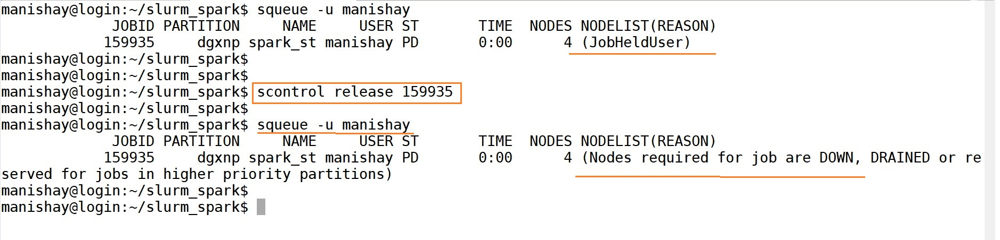 manishay@login:~/slurm_spark$ squeue -u manishay
             JOBID PARTITION     NAME     USER ST       TIME  NODES NODELIST(REASON)
            159935     dgxnp spark_st manishay PD       0:00      4 (JobHeldUser)
manishay@login:~/slurm_spark$
manishay@login:~/slurm_spark$
manishay@login:~/slurm_spark$ scontrol release 159935
manishay@login:~/slurm_spark$
manishay@login:~/slurm_spark$ squeue -u manishay
             JOBID PARTITION     NAME     USER ST       TIME  NODES NODELIST(REASON)
            159935     dgxnp spark_st manishay PD       0:00      4 (Nodes required for job are DOWN, DRAINED or re
served for jobs in higher priority partitions)
manishay@login:~/slurm_spark$
manishay@login:~/slurm_spark$